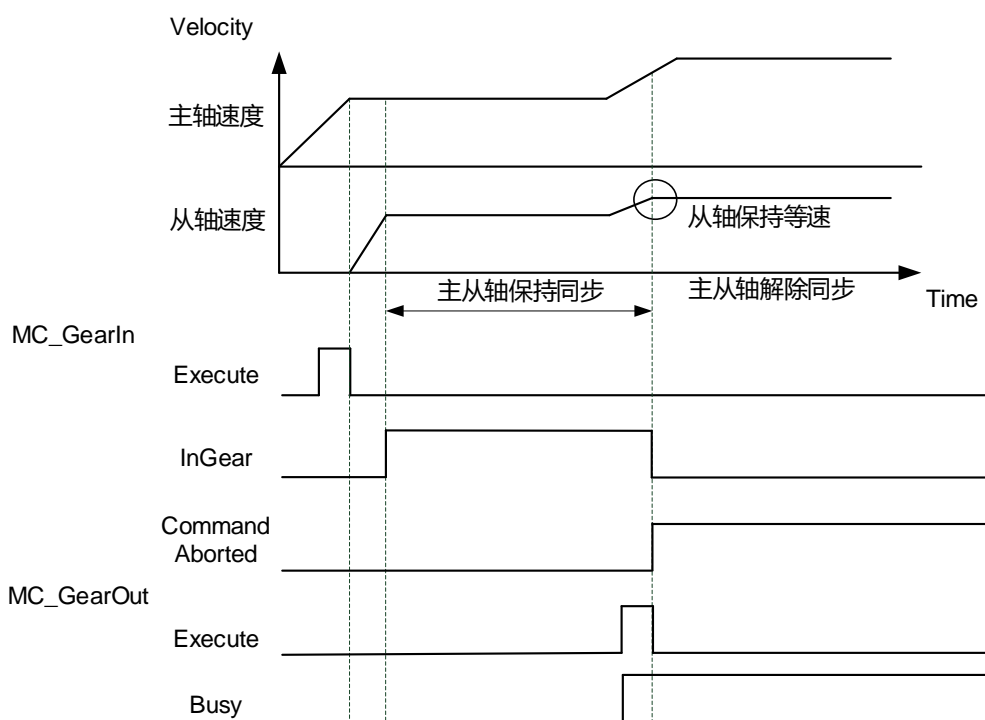 Velocity
主轴速度
从轴速度
从轴保持等速
主从轴保持同步
主从轴解除同步
Time
MC_GearIn
Execute
InGear
Command
Aborted
MC_GearOut
Execute
Busy